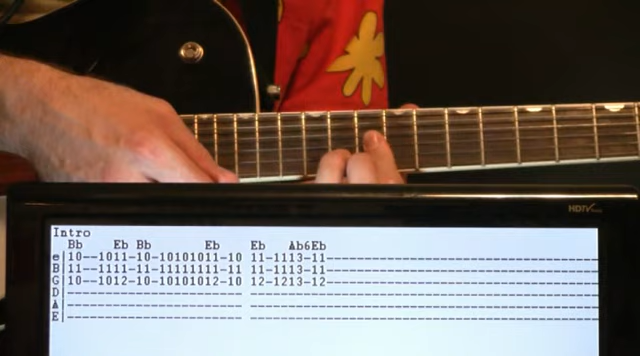 HDTV
Intro
Bb Eb Bb Eb Eb Ab6Eb
e|10--1011-10-10101011-10 11-1113-11------------------------------------
B|11--1111-11-11111111-11 11-1113-11------------------------------------
G|10--1012-10-10101012-10 12-1213-12------------------------------------
D|----------------------- ----------------------------------------------
A|----------------------- ----------------------------------------------
E|----------------------- ----------------------------------------------